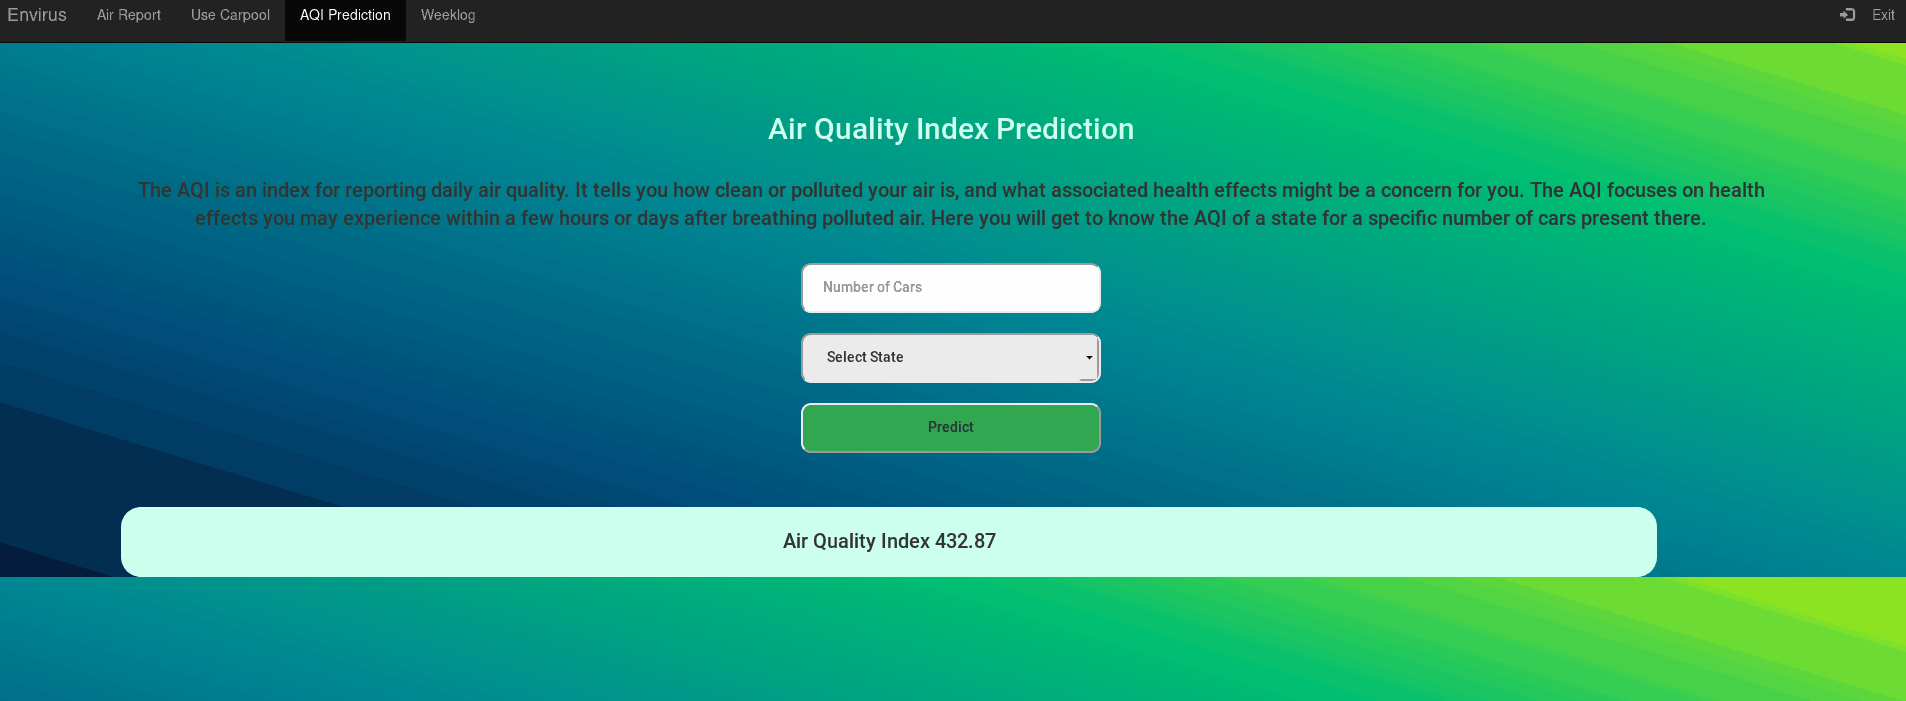 Envirus Air Report Use Carpool AQI Prediction Weeklog Exit
Air Quality Index Prediction
The AQI is an index for reporting daily air quality. It tells you how clean or polluted your air is, and what associated health effects might be a concern for you. The AQI focuses on health
effects you may experience within a few hours or days after breathing polluted air. Here you will get to know the AQI of a state for a specific number of cars present there.
Number of Cars
Select State
Predict
Air Quality Index 432.87